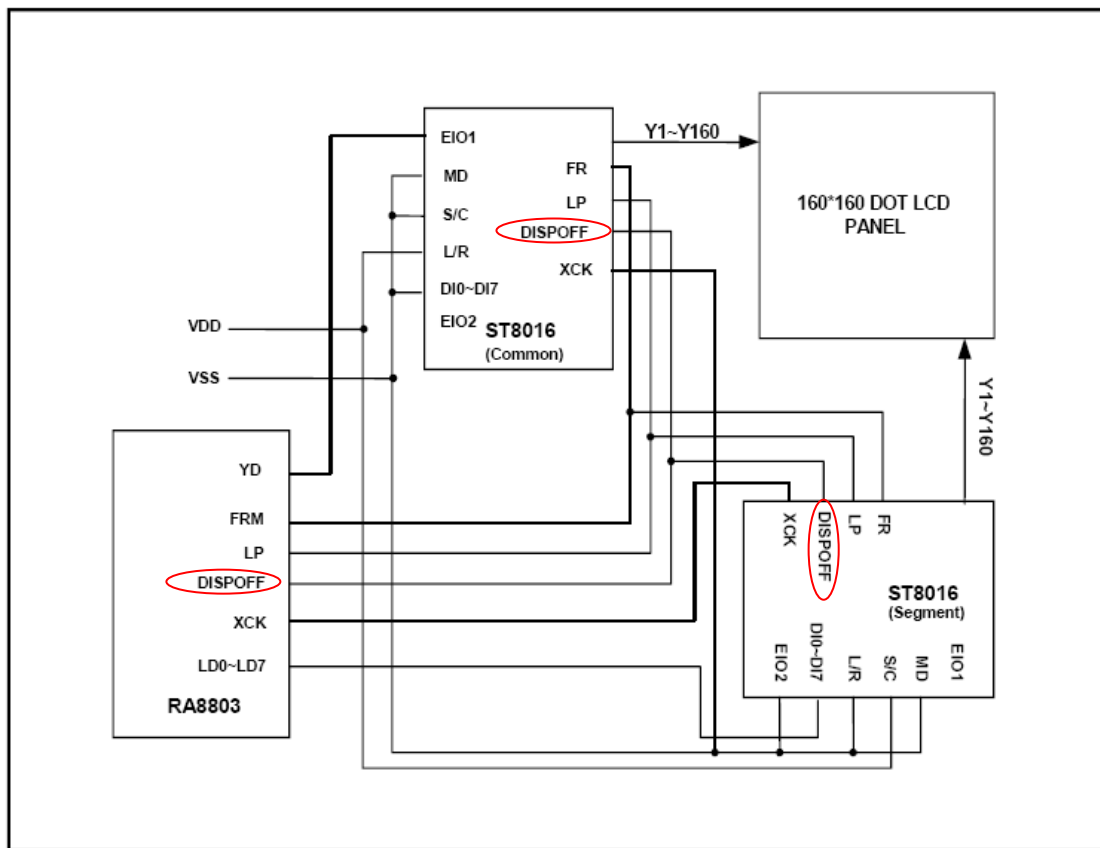 EIO1
MD
S/C
L/R
DI0~DI7
EIO2
FR
LP
DISPOFF
XCK
ST8016
(Common)
Y1~Y160
160*160 DOT LCD
PANEL
VDD
VSS
Y1~Y160
YD
FRM
LP
DISPOFF
XCK
LD0~LD7
RA8803
XCK
DISPOFF
LP
FR
ST8016
(Segment)
EIO2
DI0~DI7
L/R
S/C
MD
EIO1